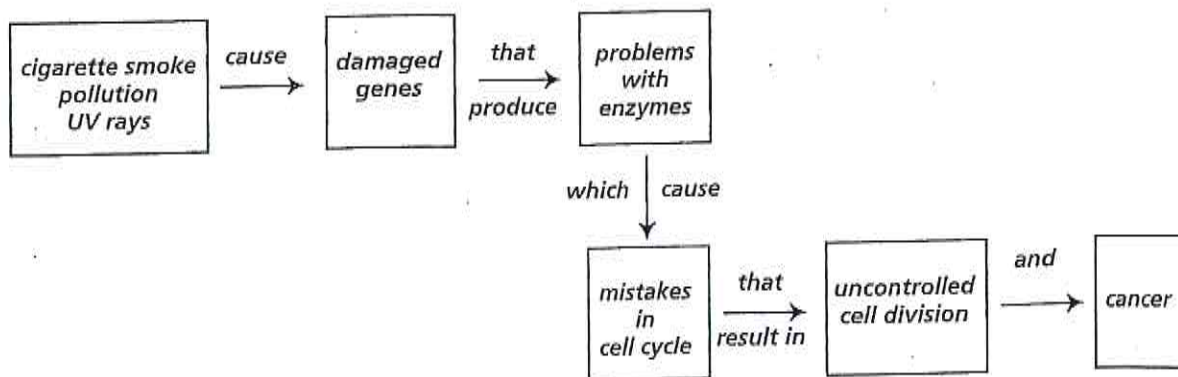 cigarette smoke
pollution
UV rays
cause
damaged
genes
that
produce
problems
with
enzymes
which cause
mistakes
in
cell cycle
that
result in
uncontrolled
cell division
and
cancer